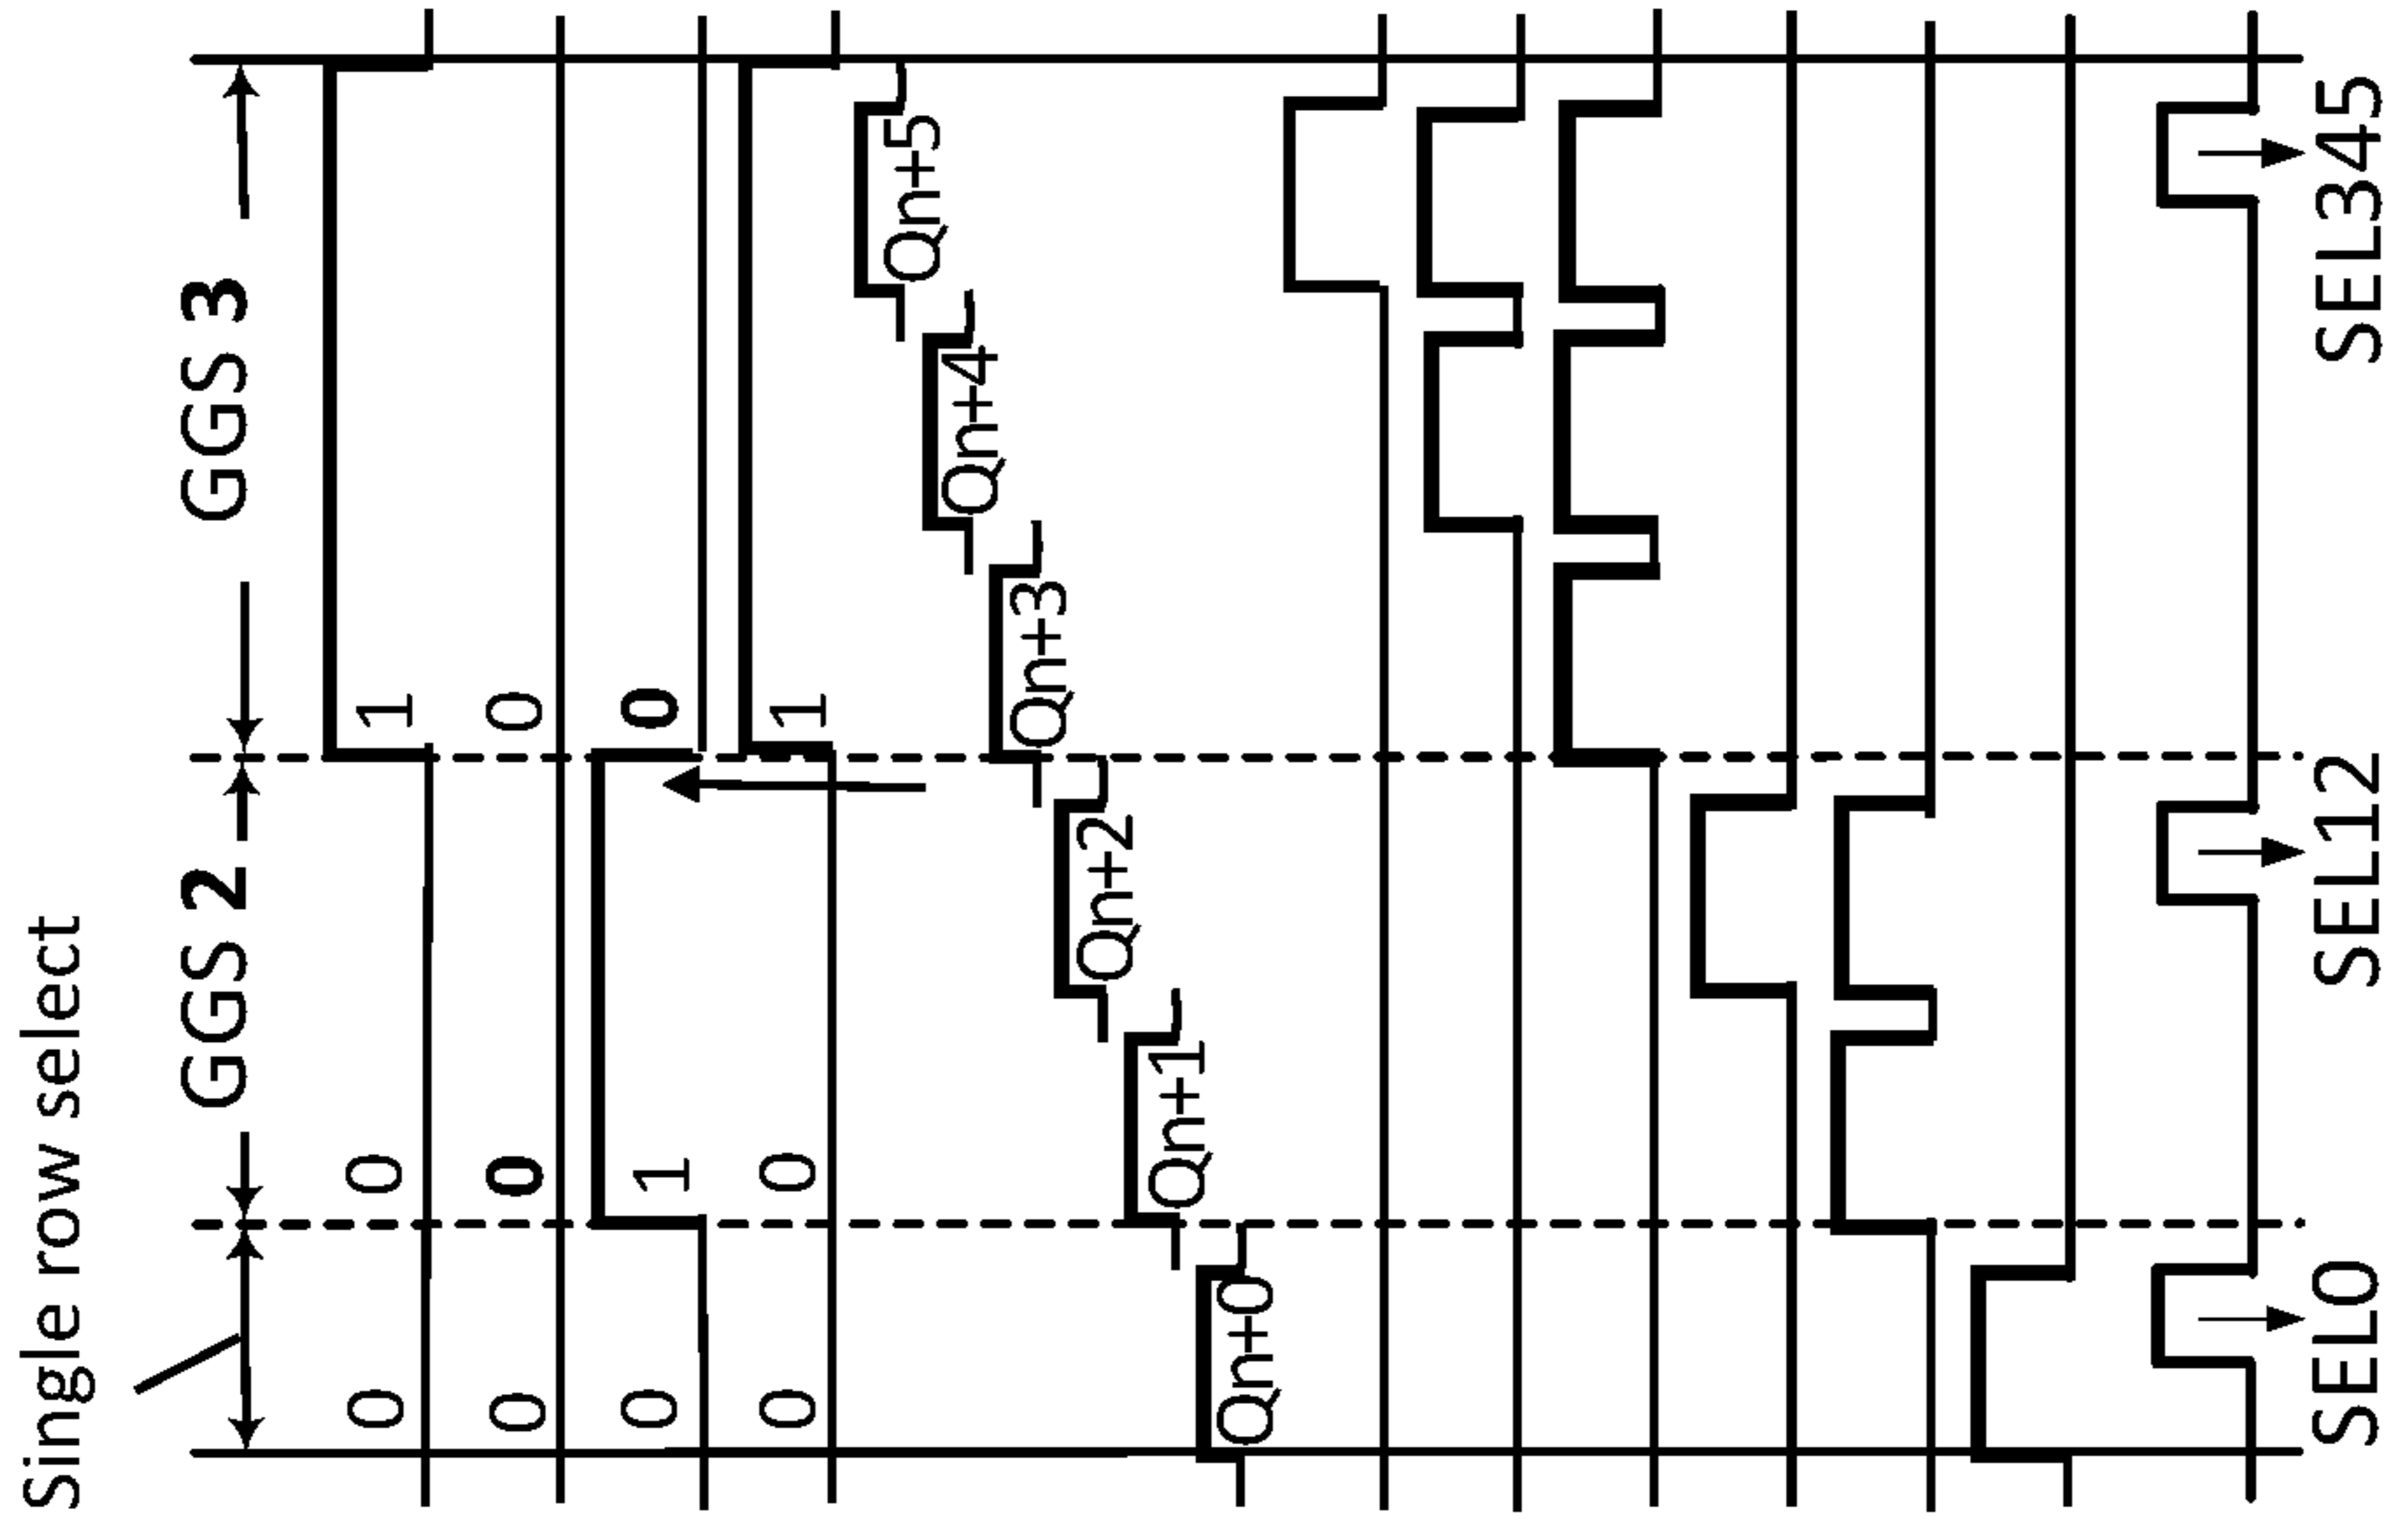 Single row select
GGS 2 GGS 3
0 0 1
0 0 0
0 1 0
0 0 1
Qn+5
Qn+4
Qn+3
Qn+2
Qn+1
Qn+0
SEL0 SEL12 SEL345